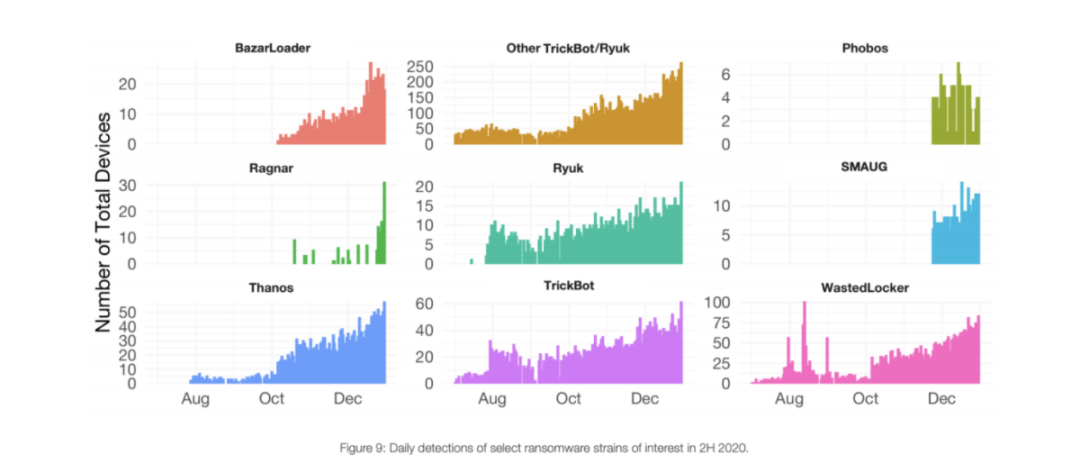 BazarLoader
Other TrickBot/Ryuk
Phobos
20
10
0
250
200
150
100
50
0
6
4
2
0
Number of Total Devices
Ragnar
Ryuk
SMAUG
30
20
10
0
20
15
10
5
0
10
5
0
Thanos
TrickBot
WastedLocker
50
40
30
20
10
0
60
40
20
0
100
75
50
25
0
Aug Oct Dec
Aug Oct Dec
Aug Oct Dec
Figure 9: Daily detections of select ransomware strains of interest in 2H 2020.